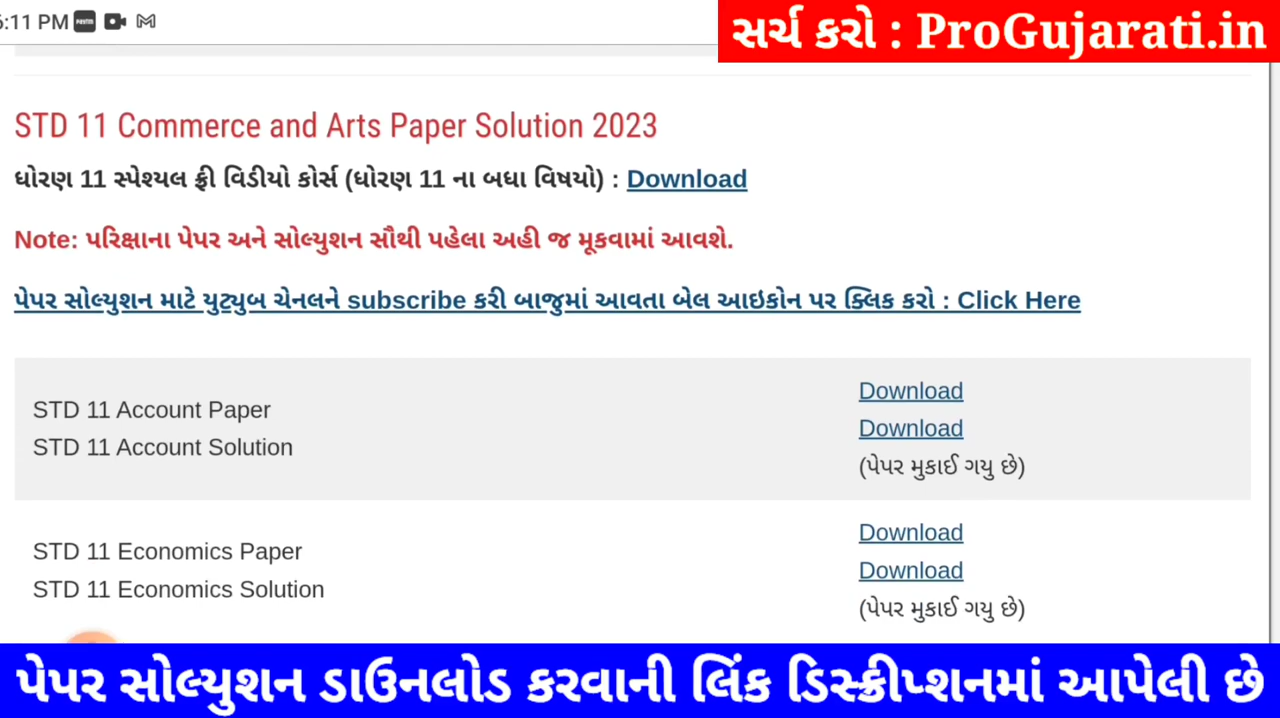 6:11 PM
સર્ચ કરો : ProGujarati.in
STD 11 Commerce and Arts Paper Solution 2023
ધોરણ 11 સ્પેશ્યલ ફ્રી વિડીયો કોર્સ (ધોરણ 11 ના બધા વિષયો) : Download
Note: પરિક્ષાના પેપર અને સોલ્યુશન સૌથી પહેલા અહી જ મૂકવામાં આવશે.
પેપર સોલ્યુશન માટે યુટ્યુબ ચેનલને subscribe કરી બાજુમાં આવતા બેલ આઇકોન પર ક્લિક કરો : Click Here
STD 11 Account Paper
Download
STD 11 Account Solution
Download
(પેપર મુકાઈ ગયુ છે)
STD 11 Economics Paper
Download
STD 11 Economics Solution
Download
(પેપર મુકાઈ ગયુ છે)
પેપર સોલ્યુશન ડાઉનલોડ કરવાની લિંક ડિસ્ક્રીપ્શનમાં આપેલી છે